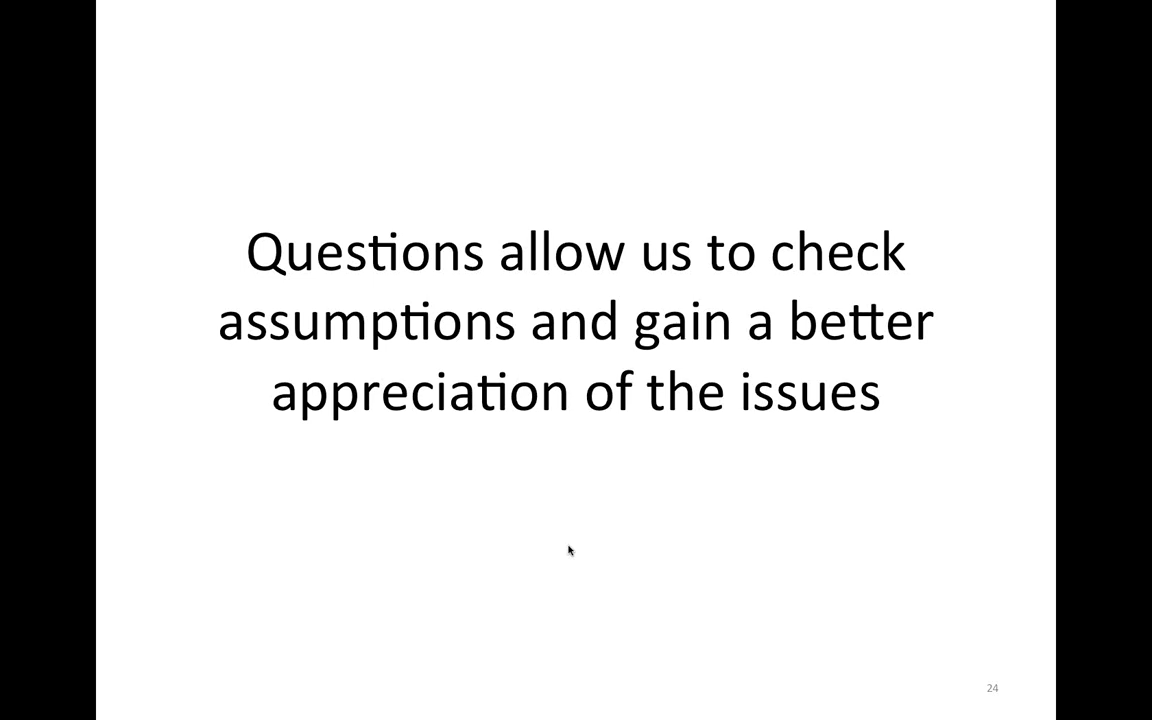 Questions allow us to check
assumptions and gain a better
appreciation of the issues
24